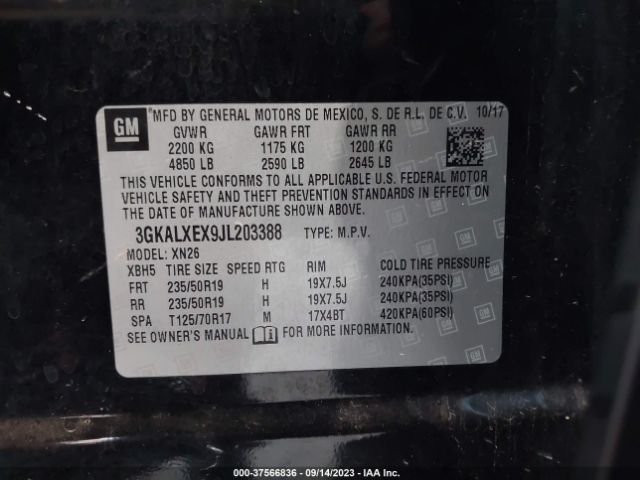 GM
MFD BY GENERAL MOTORS DE MEXICO, S. DE R.L. DE C.V. 10/17
GVWR GAWR FRT GAWR RR
2200 KG 1175 KG 1200 KG
4850 LB 2590 LB 2645 LB
THIS VEHICLE CONFORMS TO ALL APPLICABLE U.S. FEDERAL MOTOR
VEHICLE SAFETY AND THEFT PREVENTION STANDARDS IN EFFECT ON
THE DATE OF MANUFACTURE SHOWN ABOVE.
3GKALXEX9JL203388 TYPE: M.P.V.
MODEL: XN26
XBH5 TIRE SIZE SPEED RTG RIM COLD TIRE PRESSURE
FRT 235/50R19 H 19X7.5J 240KPA(35PSI)
RR 235/50R19 H 19X7.5J 240KPA(35PSI)
SPA T125/70R17 M 17X4BT 420KPA(60PSI)
SEE OWNER'S MANUAL FOR MORE INFORMATION.
000-37566836 - 09/14/2023 - IAA Inc.